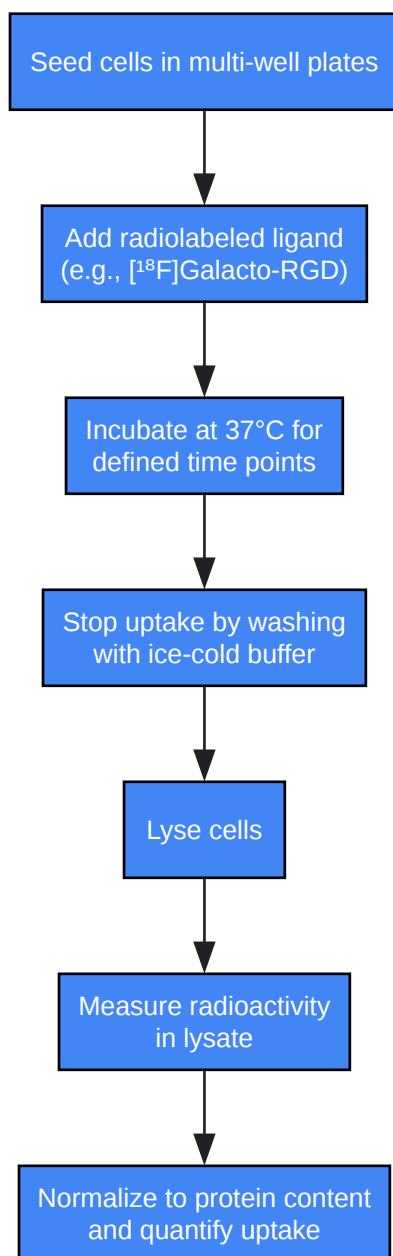 Seed cells in multi-well plates
Add radiolabeled ligand
(e.g., [¹⁸F]Galacto-RGD)
Incubate at 37°C for
defined time points
Stop uptake by washing
with ice-cold buffer
Lyse cells
Measure radioactivity
in lysate
Normalize to protein content
and quantify uptake